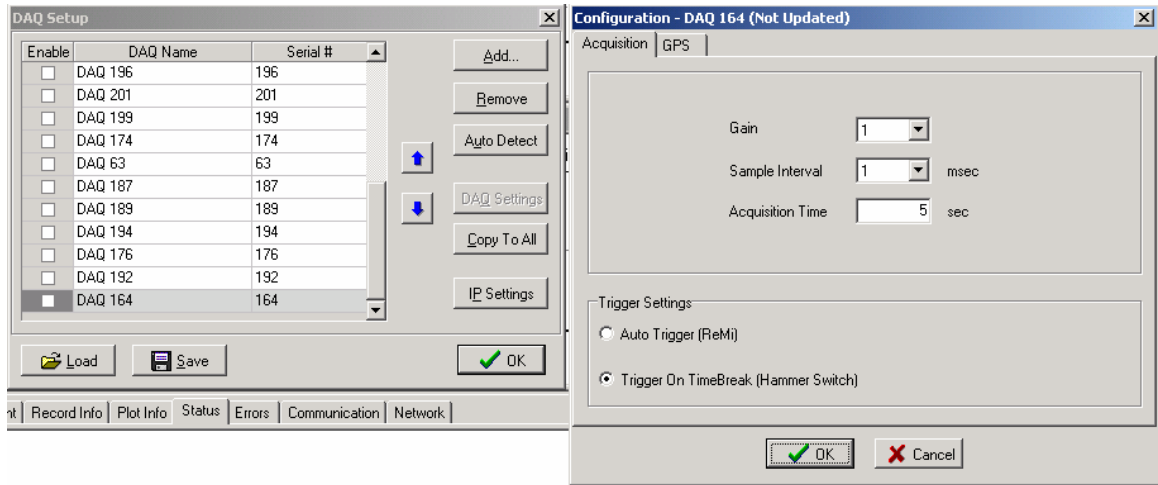 DAQ Setup
Enable DAQ Name Serial #
DAQ 196 196
DAQ 201 201
DAQ 199 199
DAQ 174 174
DAQ 63 63
DAQ 187 187
DAQ 189 189
DAQ 194 194
DAQ 176 176
DAQ 192 192
DAQ 164 164
Add...
Remove
Auto Detect
DAQ Settings
Copy To All
IP Settings
Load Save OK
nt Record Info Plot Info Status Errors Communication Network
Configuration - DAQ 164 (Not Updated)
Acquisition GPS
Gain 1
Sample Interval 1 msec
Acquisition Time 5 sec
Trigger Settings
Auto Trigger (ReMi)
Trigger On TimeBreak (Hammer Switch)
OK Cancel